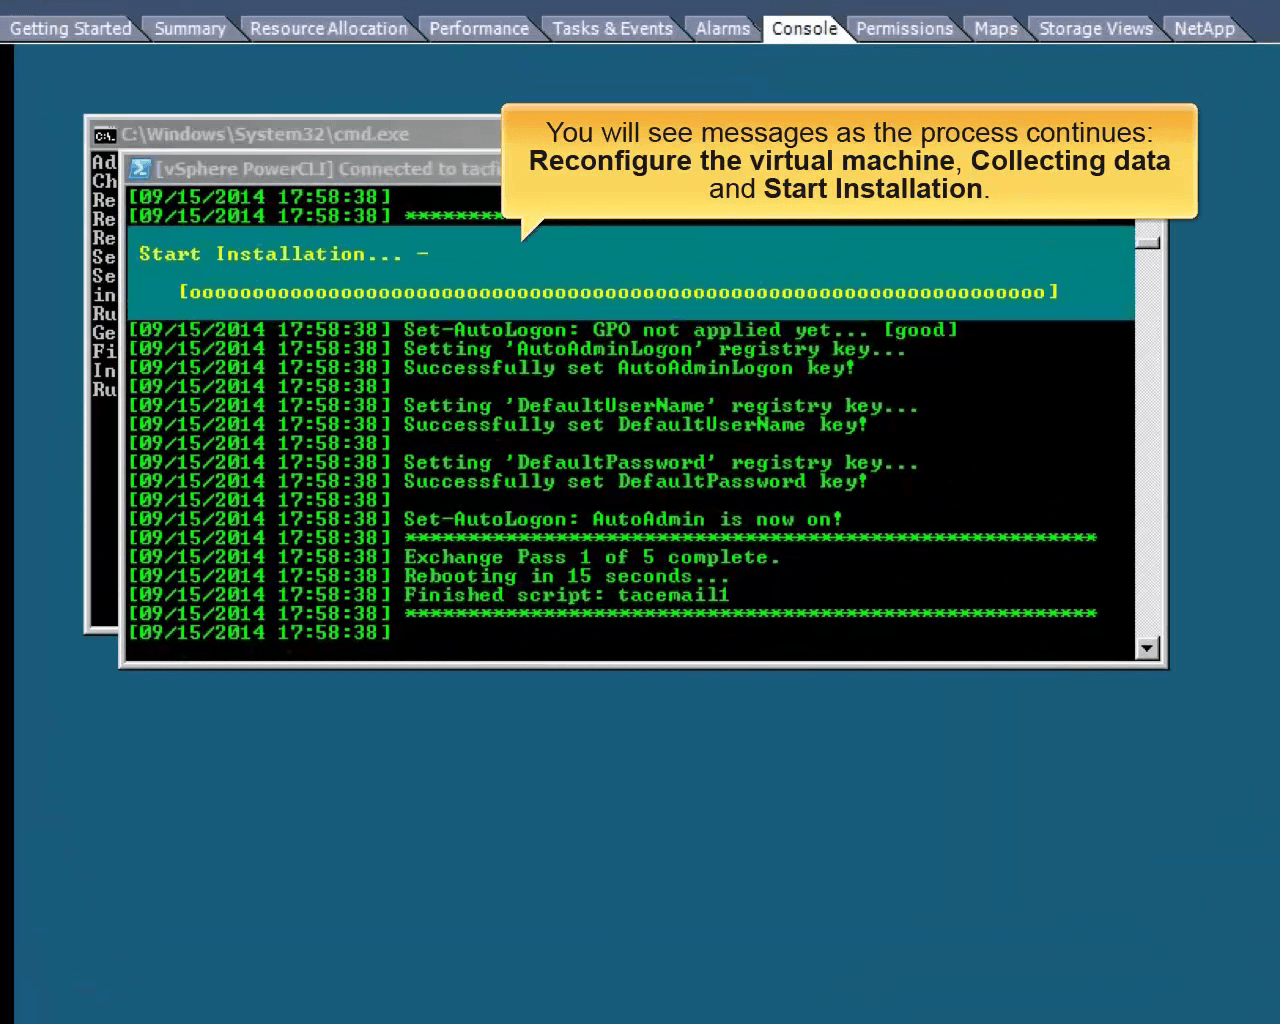 Getting Started Summary Resource Allocation Performance Tasks & Events Alarms Console Permissions Maps Storage Views NetApp
C:\Windows\System32\cmd.exe
You will see messages as the process continues:
Reconfigure the virtual machine, Collecting data
and Start Installation.
[vSphere PowerCLI] Connected to
Ad
Ch
Re
Re
Re
Se
Se
in
Ru
Ge
Fi
In
Ru
[09/15/2014 17:58:38]
[09/15/2014 17:58:38] ********
Start Installation... -
[oooooooooooooooooooooooooooooooooooooooooooooooooooooooooooooooooooo]
[09/15/2014 17:58:38] Set-AutoLogon: GPO not applied yet... [good]
[09/15/2014 17:58:38] Setting 'AutoAdminLogon' registry key...
[09/15/2014 17:58:38] Successfully set AutoAdminLogon key!
[09/15/2014 17:58:38]
[09/15/2014 17:58:38] Setting 'DefaultUserName' registry key...
[09/15/2014 17:58:38] Successfully set DefaultUserName key!
[09/15/2014 17:58:38]
[09/15/2014 17:58:38] Setting 'DefaultPassword' registry key...
[09/15/2014 17:58:38] Successfully set DefaultPassword key!
[09/15/2014 17:58:38]
[09/15/2014 17:58:38] Set-AutoLogon: AutoAdmin is now on!
[09/15/2014 17:58:38] *******************************************************
[09/15/2014 17:58:38] Exchange Pass 1 of 5 complete.
[09/15/2014 17:58:38] Rebooting in 15 seconds...
[09/15/2014 17:58:38] Finished script: tacemail1
[09/15/2014 17:58:38] *******************************************************
[09/15/2014 17:58:38]